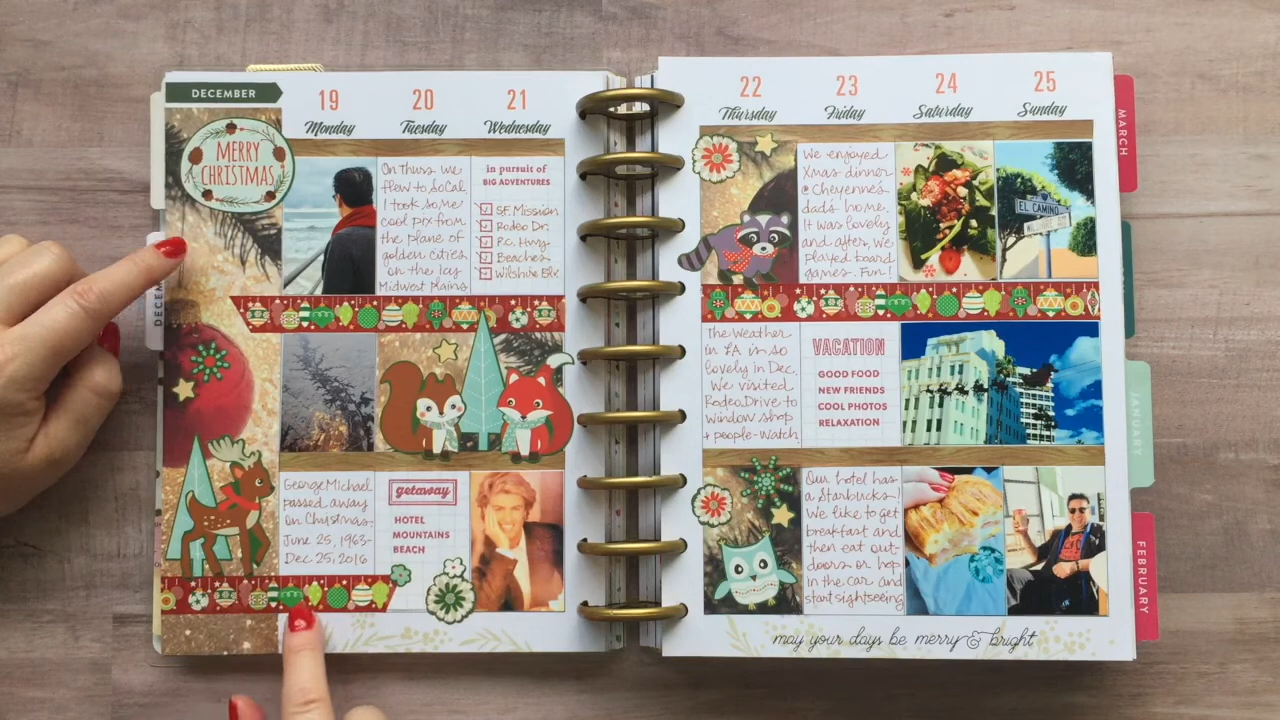 DECEMBER
19
20
21
Monday
Tuesday
Wednesday
MERRY
CHRISTMAS
On thurs we
flew to SoCal
I took some
cool pix from
the plane of
golden cities
on the lay
Midwest plains
in pursuit of
BIG ADVENTURES
SF. Mission
Rodeo Dr.
P.C. Hwy
Beaches
Wilshire Blx
George Michael
passed away
on Christmas.
June 25, 1963-
Dec 25, 2016
getaway
HOTEL
MOUNTAINS
BEACH
22
23
24
25
Thursday
Friday
Saturday
Sunday
We enjoyed
Xmas dinner
@ Cheyenne's
dad's home.
It was lovely
and after, we
played board
games. Fun!
EL CAMINO
The Weather
in LA is so
lovely in Dec.
We visited
Rodeo Drive to
window shop
+ people-watch.
VACATION
GOOD FOOD
NEW FRIENDS
COOL PHOTOS
RELAXATION
Our hotel has
a Starbucks!
We like to get
breakfast and
then eat out-
doors or hop
in the car and
start sightseeing
may your days be merry & bright
MARCH
JANUARY
FEBRUARY